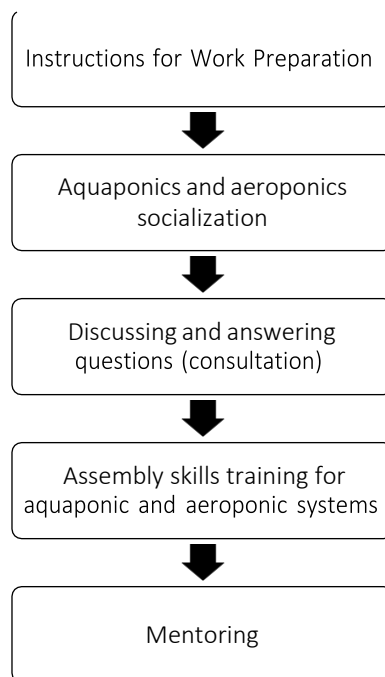 Instructions for Work Preparation
Aquaponics and aeroponics
socialization
Discussing and answering
questions (consultation)
Assembly skills training for
aquaponic and aeroponic systems
Mentoring